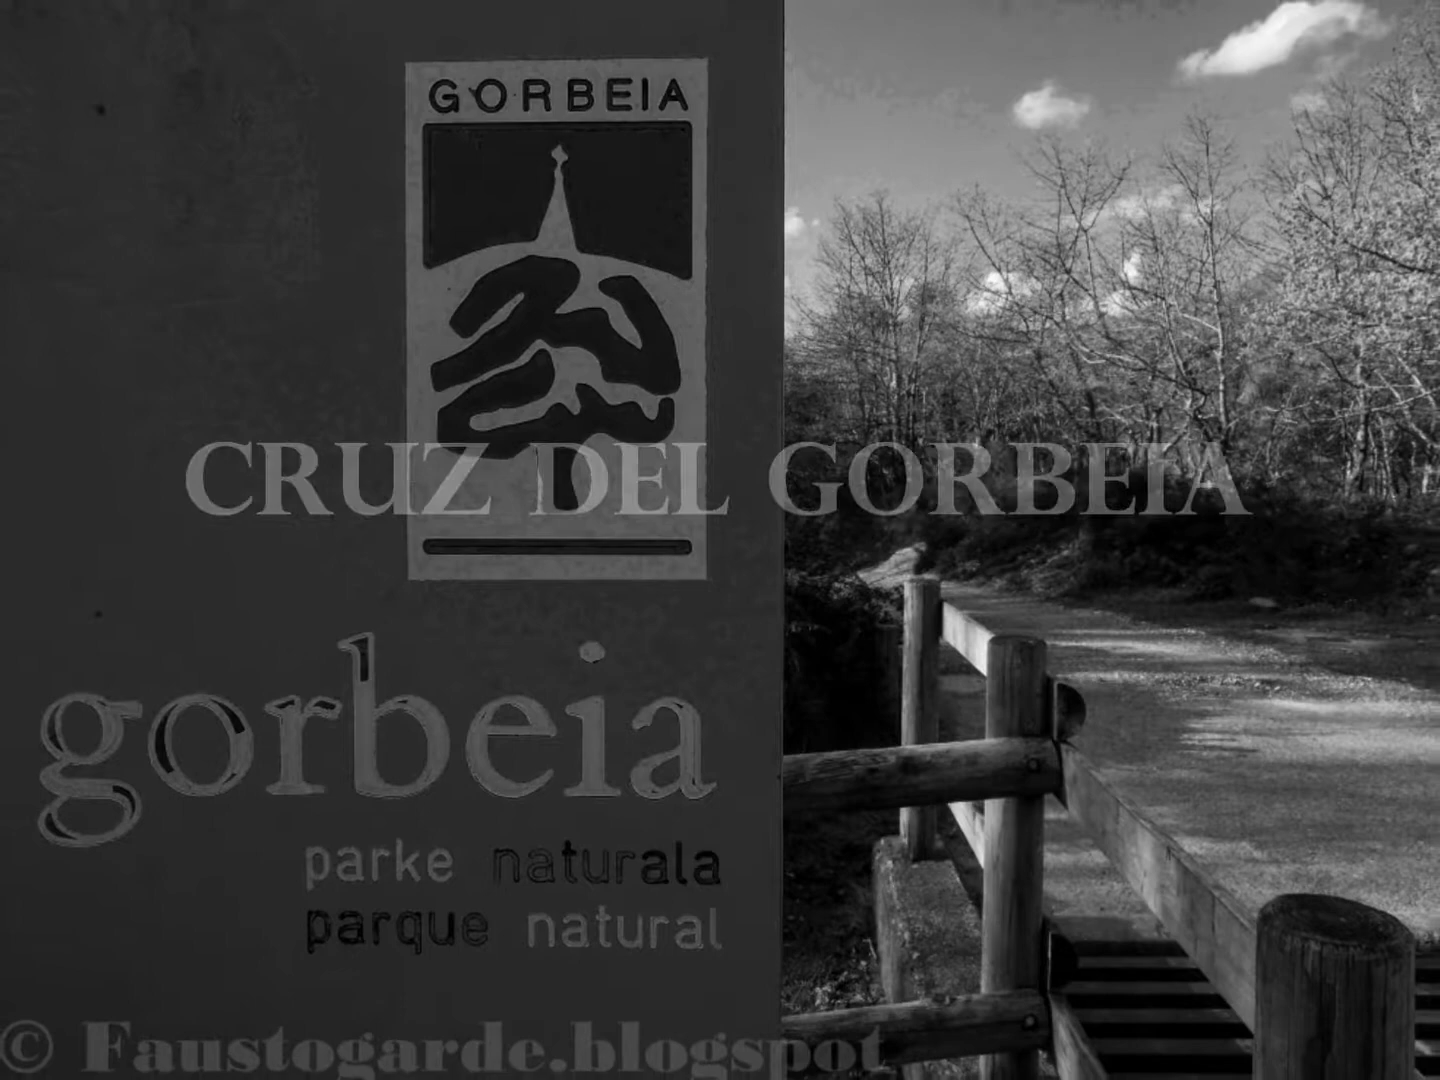 GORBEIA
CRUZ DEL GORBEIA
gorbeia
parke naturala
parque natural
© Faustogarde.blogspot